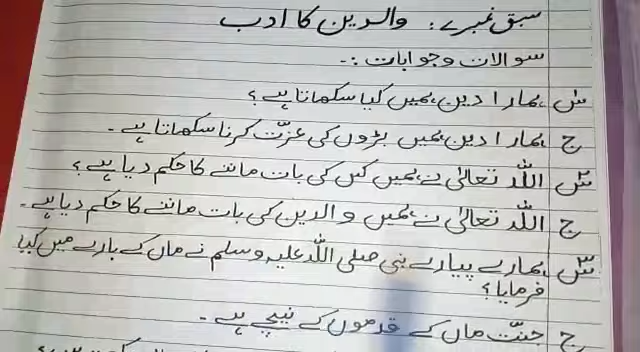 سبق نمبر ۷: والدین کا ادب
سوالات و جوابات :-
س ہمارا دین ہمیں کیا سکھاتا ہے؟
ج ہمارا دین ہمیں بڑوں کی عزّت کرنا سکھاتا ہے۔
س اللہ تعالیٰ نے ہمیں کس کی بات ماننے کا حکم دیا ہے؟
ج اللہ تعالیٰ نے ہمیں والدین کی بات ماننے کا حکم دیا ہے۔
س ہمارے پیارے نبی صلی اللہ علیہ وسلم نے ماں کے بارے میں کیا
فرمایا؟
ج جنّت ماں کے قدموں کے نیچے ہے۔